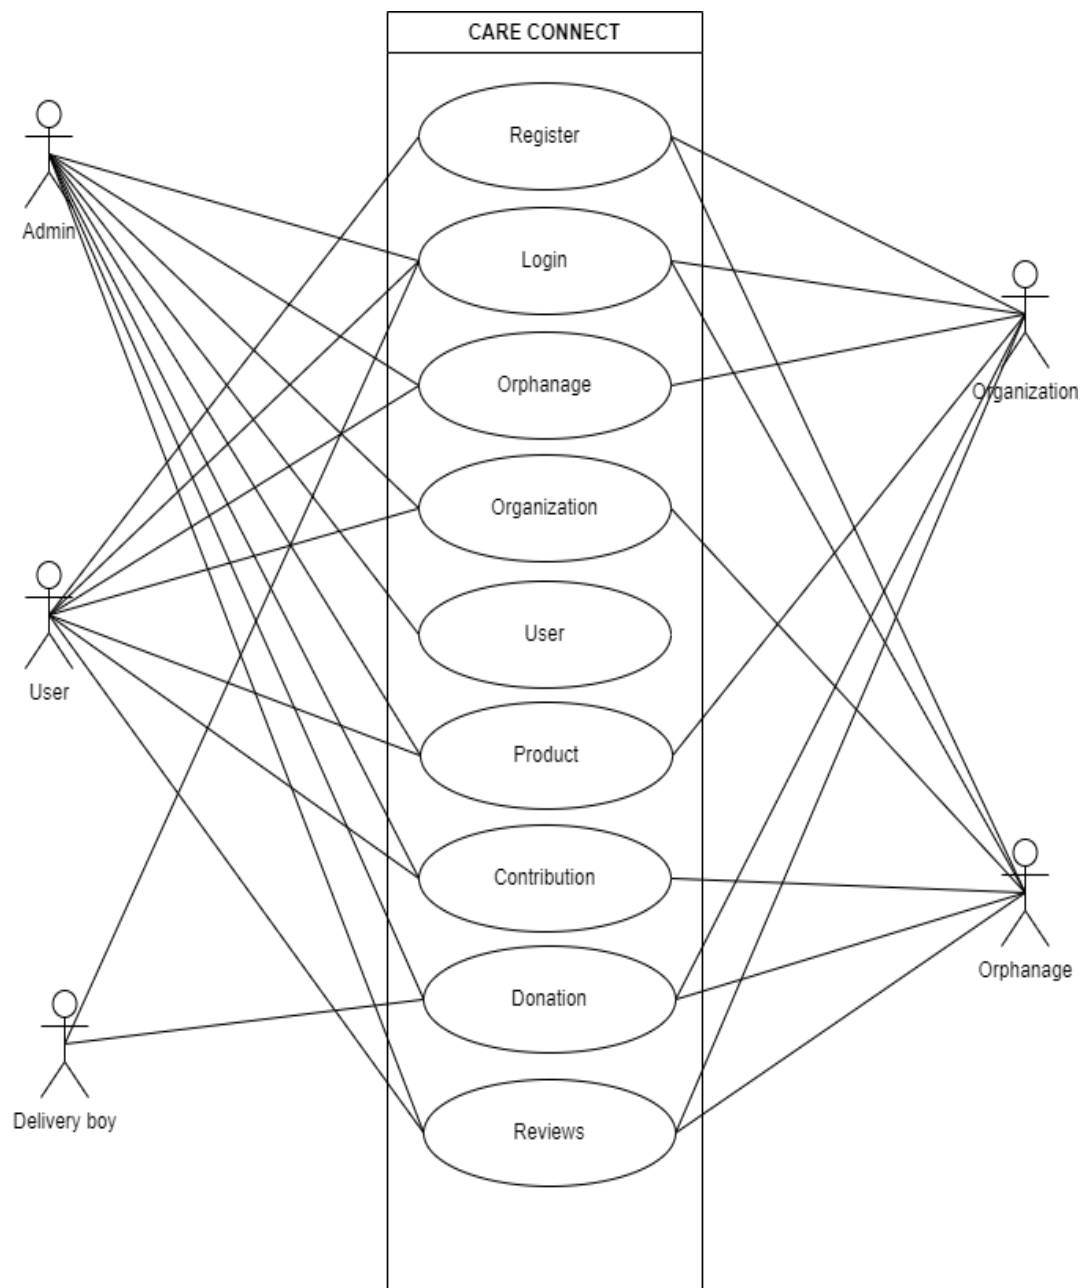 CARE CONNECT
Register
Admin
Login
Orphanage
Organization
Organization
User
User
Product
Contribution
Orphanage
Donation
Delivery boy
Reviews